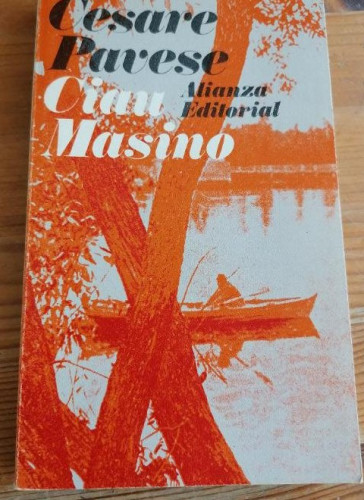 Cesare
Pavese
Ciau
Masino
Alianza
Editorial